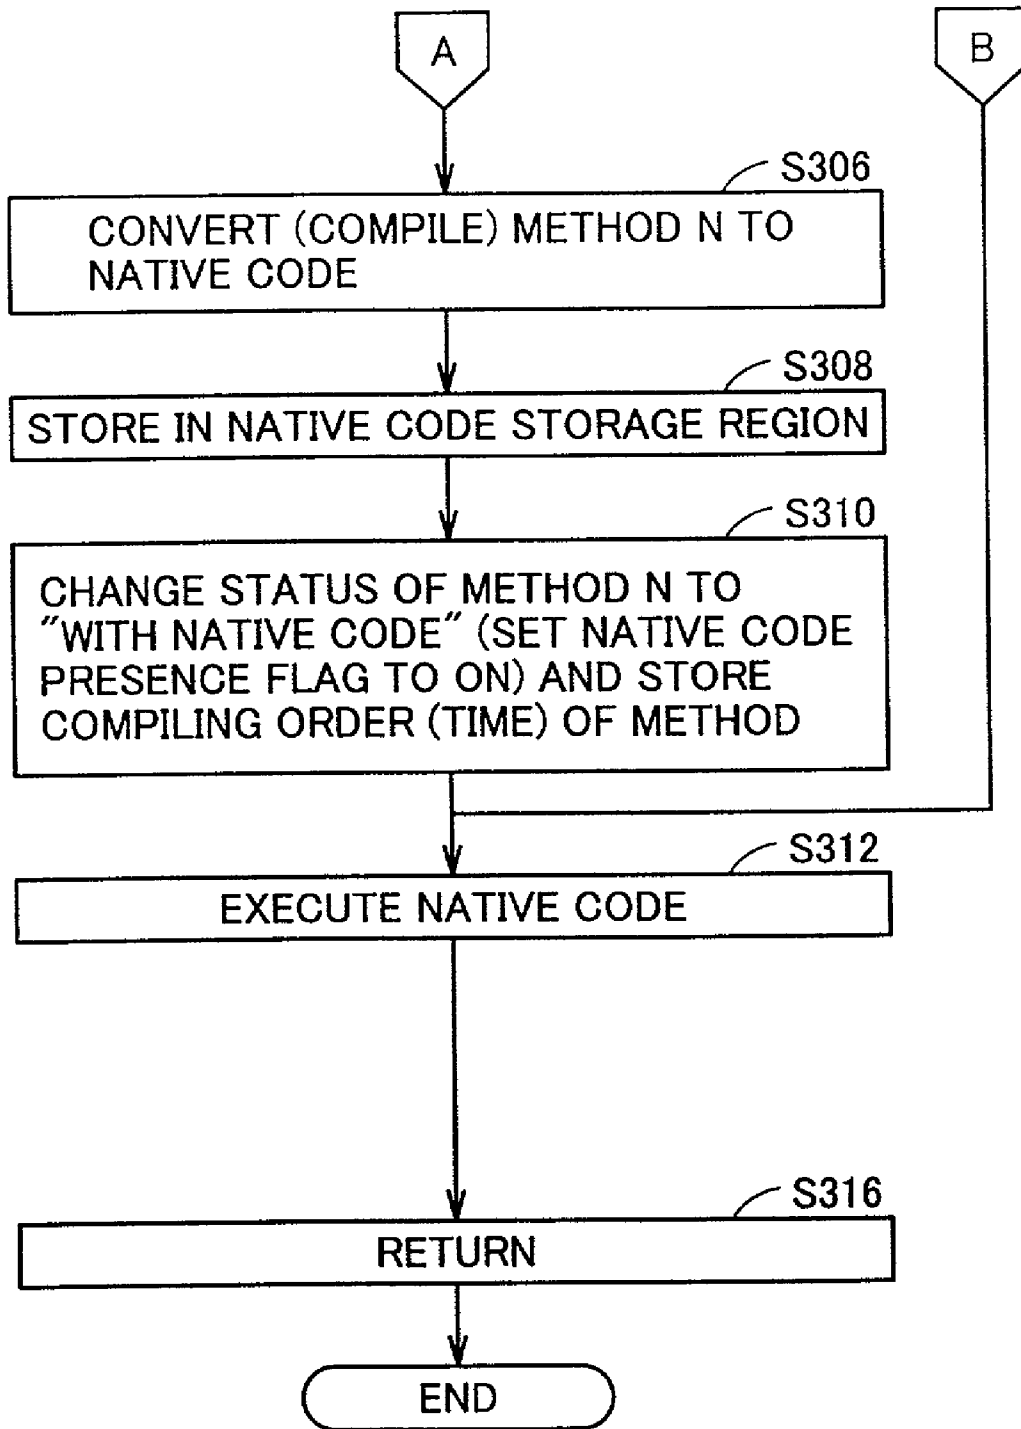 A
B
S306
CONVERT (COMPILE) METHOD N TO
NATIVE CODE
S308
STORE IN NATIVE CODE STORAGE REGION
S310
CHANGE STATUS OF METHOD N TO
"WITH NATIVE CODE" (SET NATIVE CODE
PRESENCE FLAG TO ON) AND STORE
COMPILING ORDER (TIME) OF METHOD
S312
EXECUTE NATIVE CODE
S316
RETURN
END